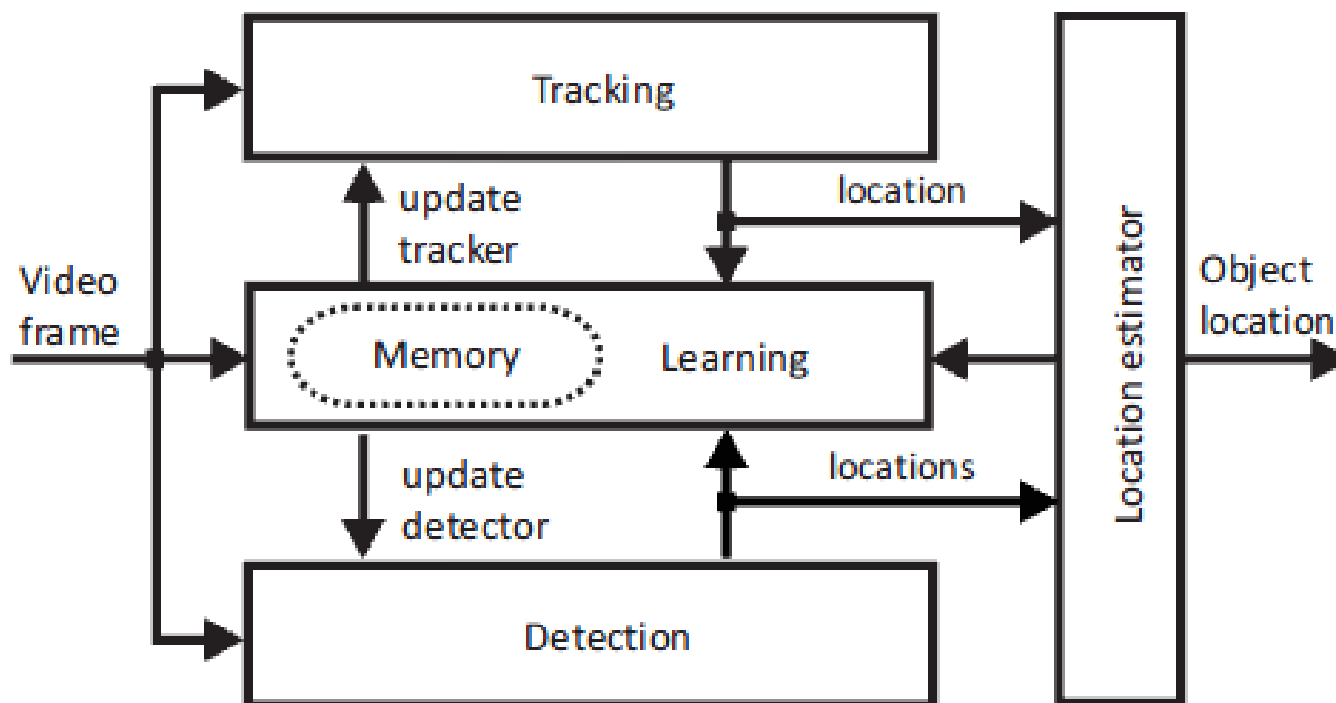 Tracking
update
tracker
location
Video
frame
Memory
Learning
Location estimator
Object
location
update
detector
locations
Detection